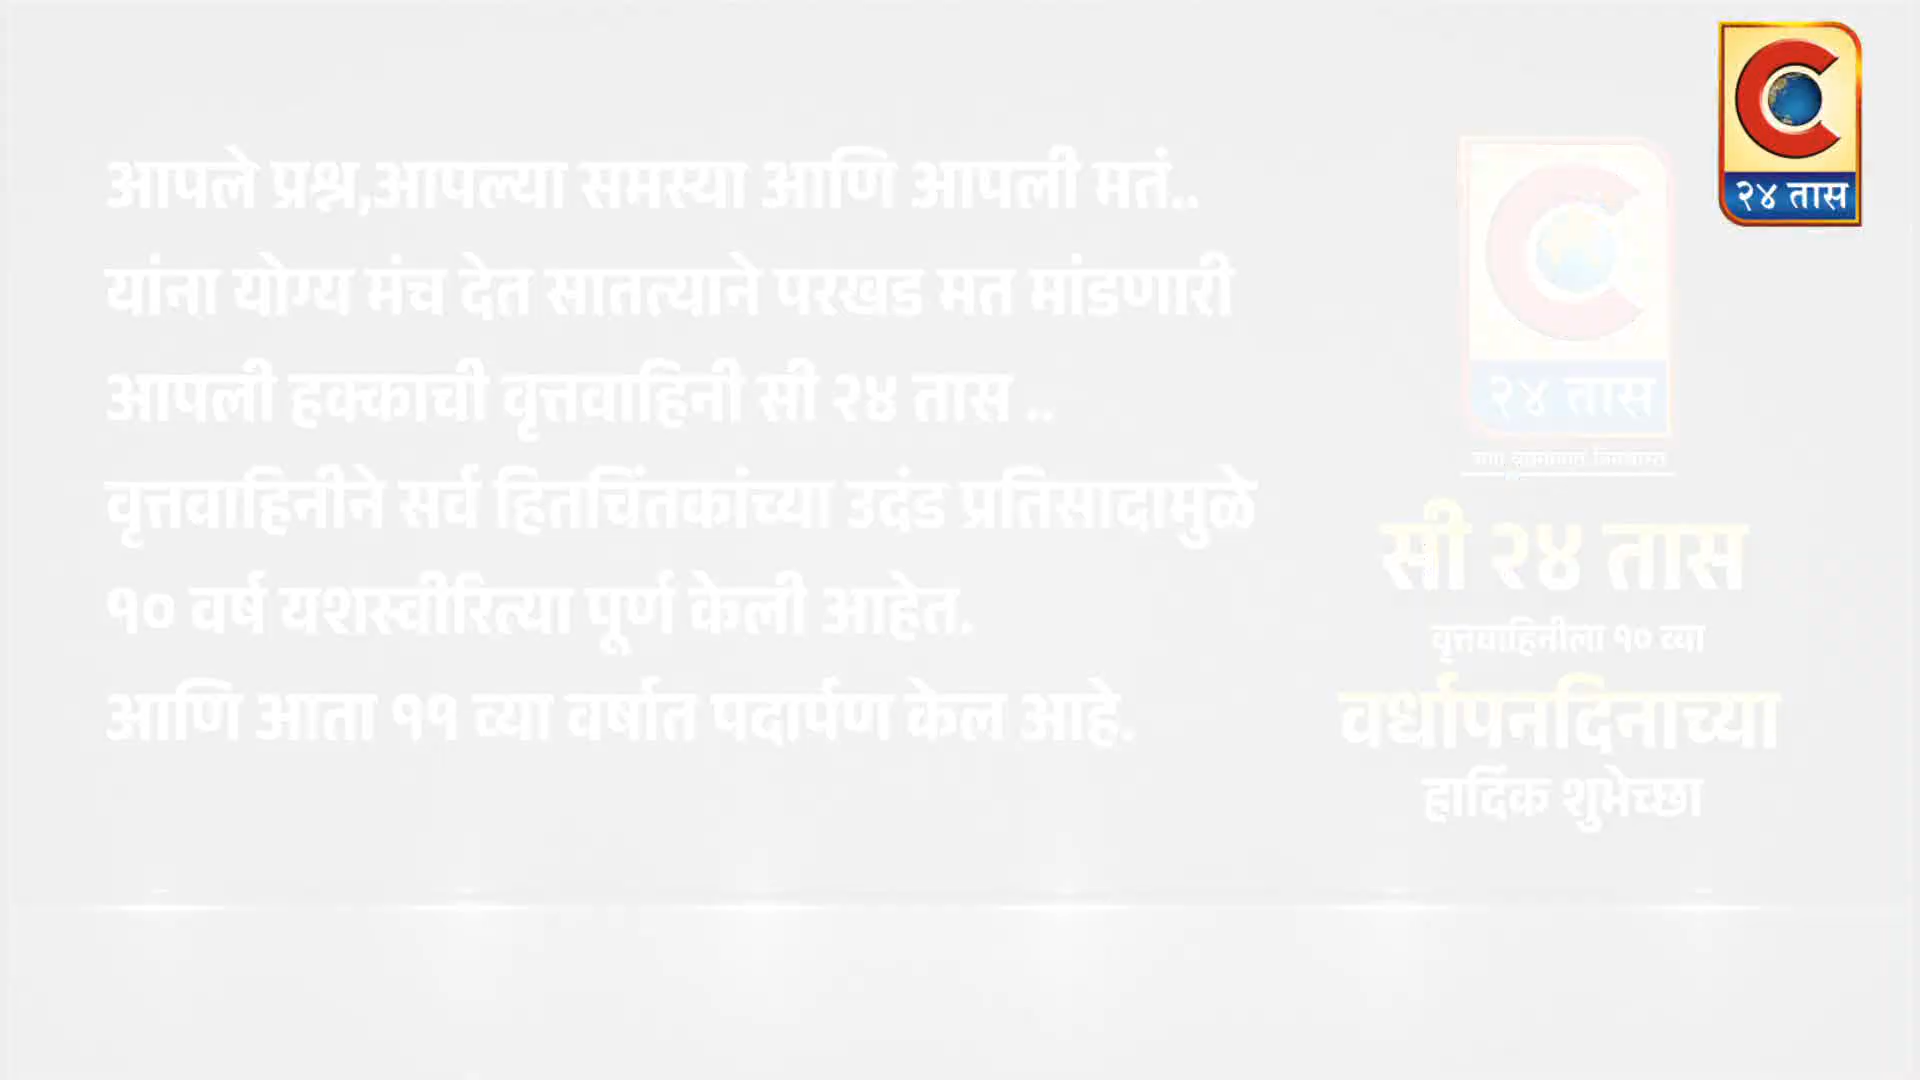 आपले प्रश्न,आपल्या समस्या आणि आपली मतं..
यांना योग्य मंच देत सातत्याने परखड मत मांडणारी
आपली हक्काची वृत्तवाहिनी सी २४ तास ..
वृत्तवाहिनीने सर्व हितचिंतकांच्या उदंड प्रतिसादामुळे
१० वर्ष यशस्वीरित्या पूर्ण केली आहेत.
आणि आता ११ व्या वर्षात पदार्पण केल आहे.
२४ तास
२४ तास
सी २४ तास
वृत्तवाहिनीला १० व्या
वर्धापनदिनाच्या
हार्दिक शुभेच्छा